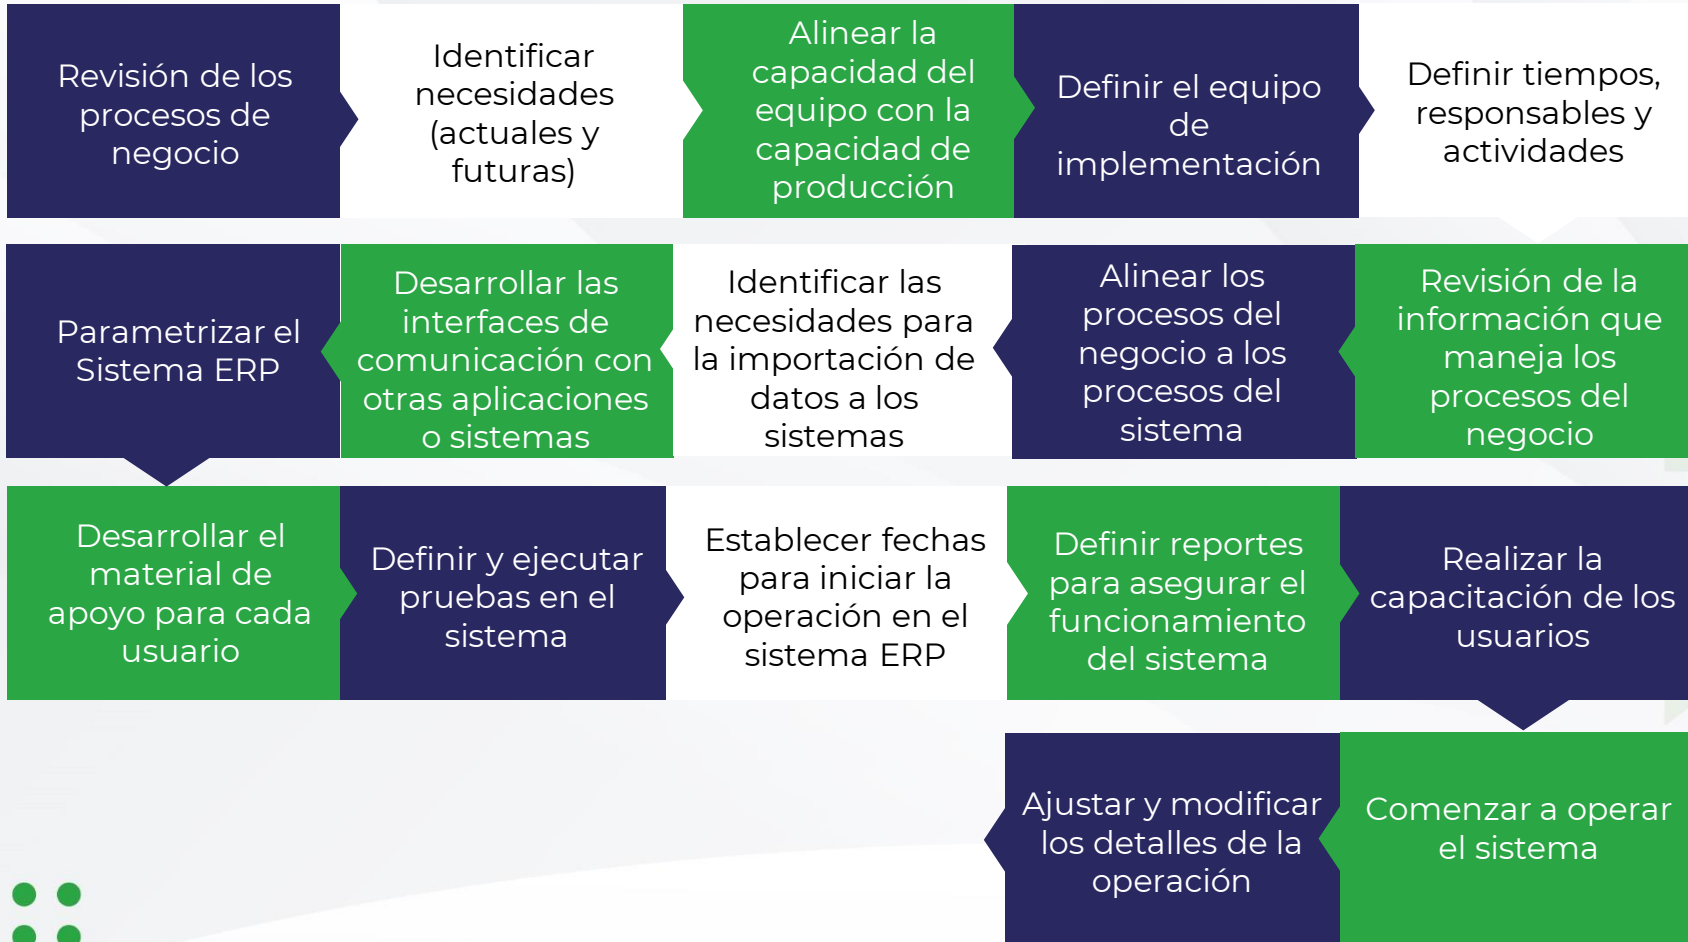 Revisión de los
procesos de
negocio
Identificar
necesidades
(actuales y
futuras)
Alinear la
capacidad del
equipo con la
capacidad de
producción
Definir el equipo
de
implementación
Definir tiempos,
responsables y
actividades
Revisión de la
información que
maneja los
procesos del
negocio
Alinear los
procesos del
negocio a los
procesos del
sistema
Identificar las
necesidades para
la importación de
datos a los
sistemas
Desarrollar las
interfaces de
comunicación con
otras aplicaciones
o sistemas
Parametrizar el
Sistema ERP
Desarrollar el
material de
apoyo para cada
usuario
Definir y ejecutar
pruebas en el
sistema
Establecer fechas
para iniciar la
operación en el
sistema ERP
Definir reportes
para asegurar el
funcionamiento
del sistema
Realizar la
capacitación de los
usuarios
Comenzar a operar
el sistema
Ajustar y modificar
los detalles de la
operación